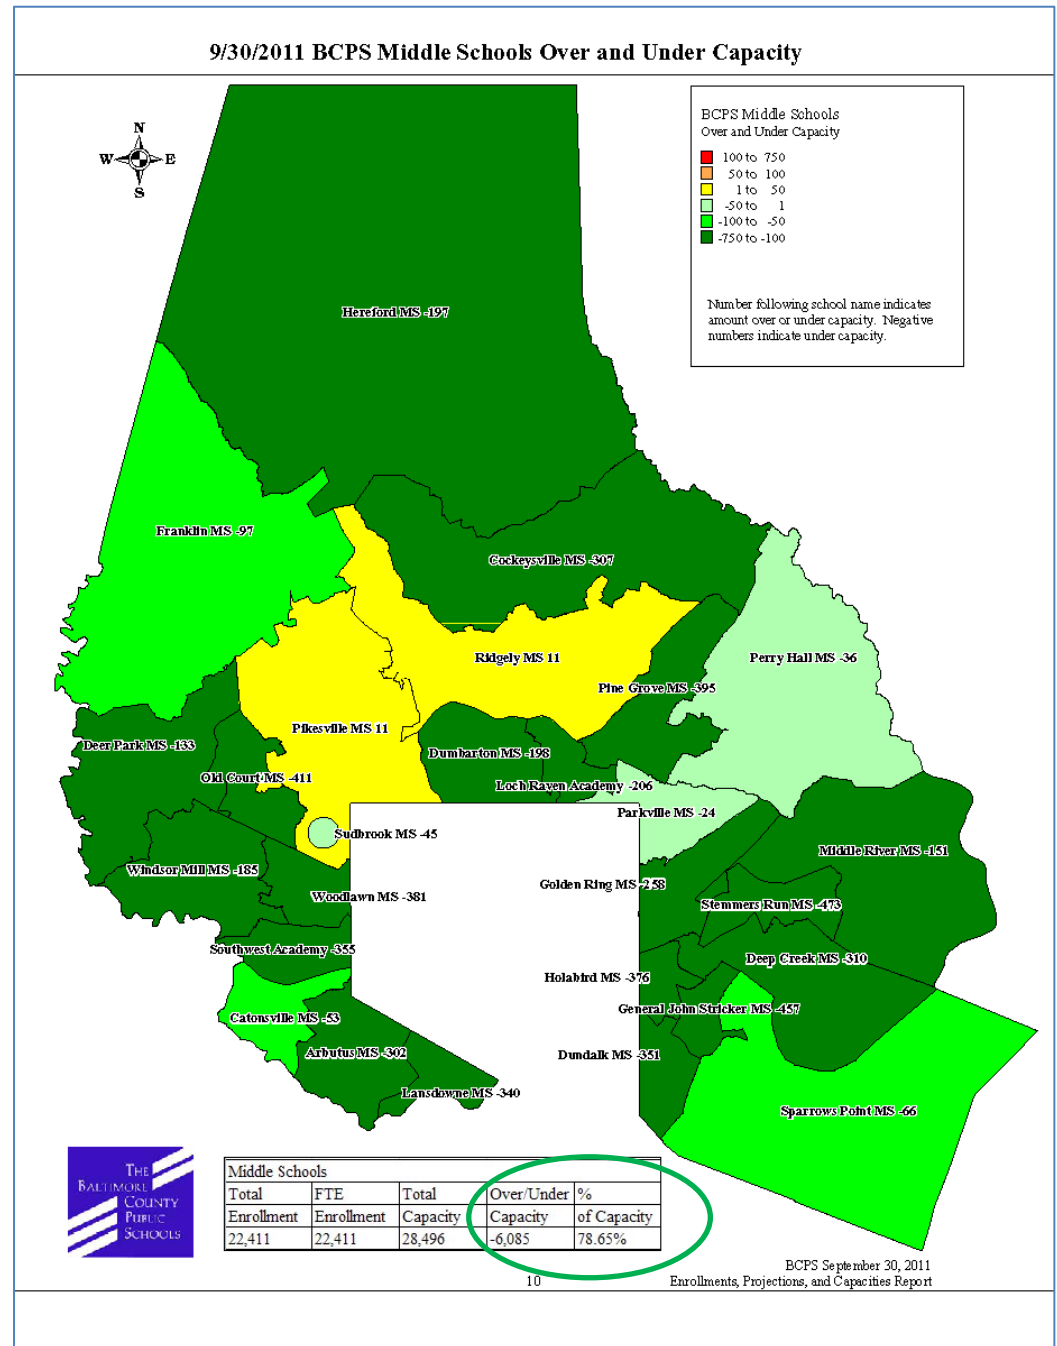 9/30/2011 BCPS Middle Schools Over and Under Capacity
N
W E
S
BCPS Middle Schools
Over and Under Capacity
100 to 750
50 to 100
1 to 50
-50 to 1
-100 to -50
-750 to -100
Number following school name indicates
amount over or under capacity. Negative
numbers indicate under capacity.
Hereford MS -197
Franklin MS -97
Cockeysville MS -307
Ridgely MS 11
Perry Hall MS -36
Pine Grove MS -395
Pikesville MS 11
Deer Park MS -133
Dumbarton MS -198
Old Court MS -411
Loch Raven Academy -206
Parkville MS -24
Sudbrook MS -45
Middle River MS -151
Windsor Mill MS -185
Golden Ring MS -258
Woodlawn MS -381
Stemmers Run MS -473
Southwest Academy -355
Deep Creek MS -310
Holabird MS -376
General John Stricker MS -457
Catonsville MS -53
Arbutus MS -302
Dundalk MS -351
Lansdowne MS -340
Sparrows Point MS -66
THE
BALTIMORE
COUNTY
PUBLIC
SCHOOLS
Middle Schools
Total FTE Total Over/Under %
Enrollment Enrollment Capacity Capacity of Capacity
22,411 22,411 28,496 -6,085 78.65%
BCPS September 30, 2011
10 Enrollments, Projections, and Capacities Report